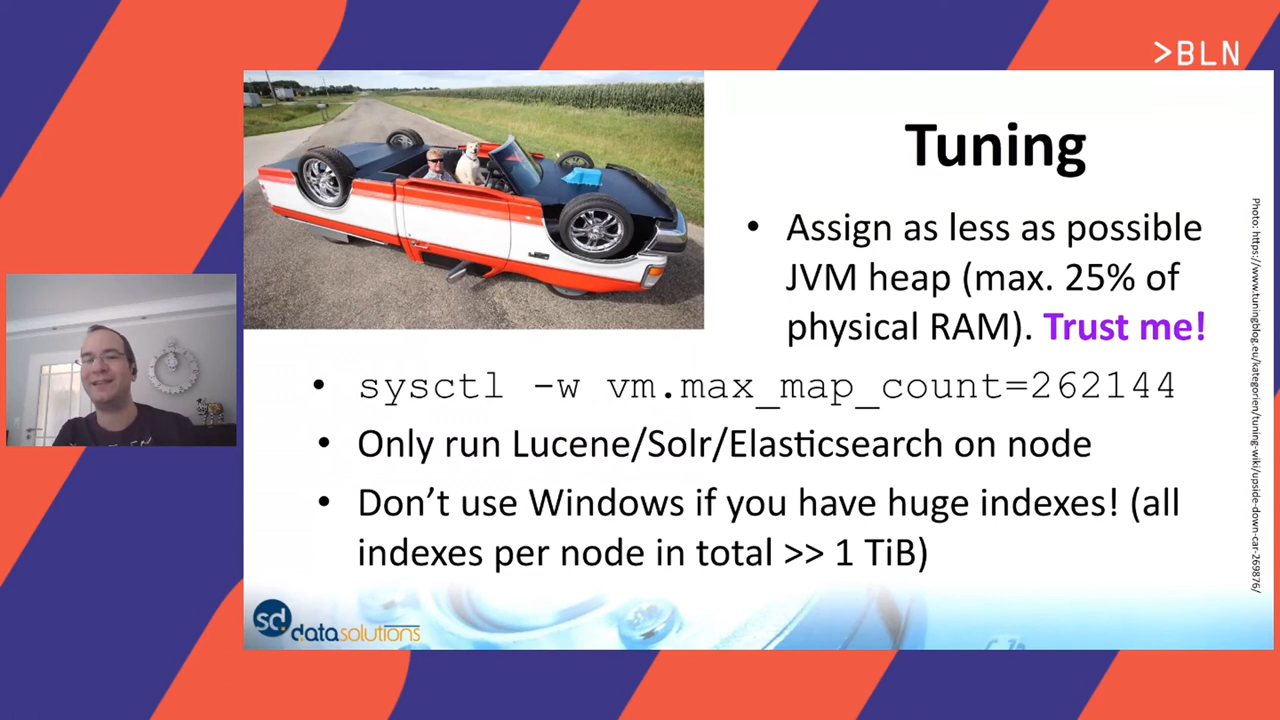 >BLN
Tuning
• Assign as less as possible
JVM heap (max. 25% of
physical RAM). Trust me!
• sysctl -w vm.max_map_count=262144
• Only run Lucene/Solr/Elasticsearch on node
• Don’t use Windows if you have huge indexes! (all
indexes per node in total >> 1 TiB)
Photo: https://www.tuningblog.eu/kategorien/tuning-wiki/upside-down-car-269876/
sd.
datasolutions